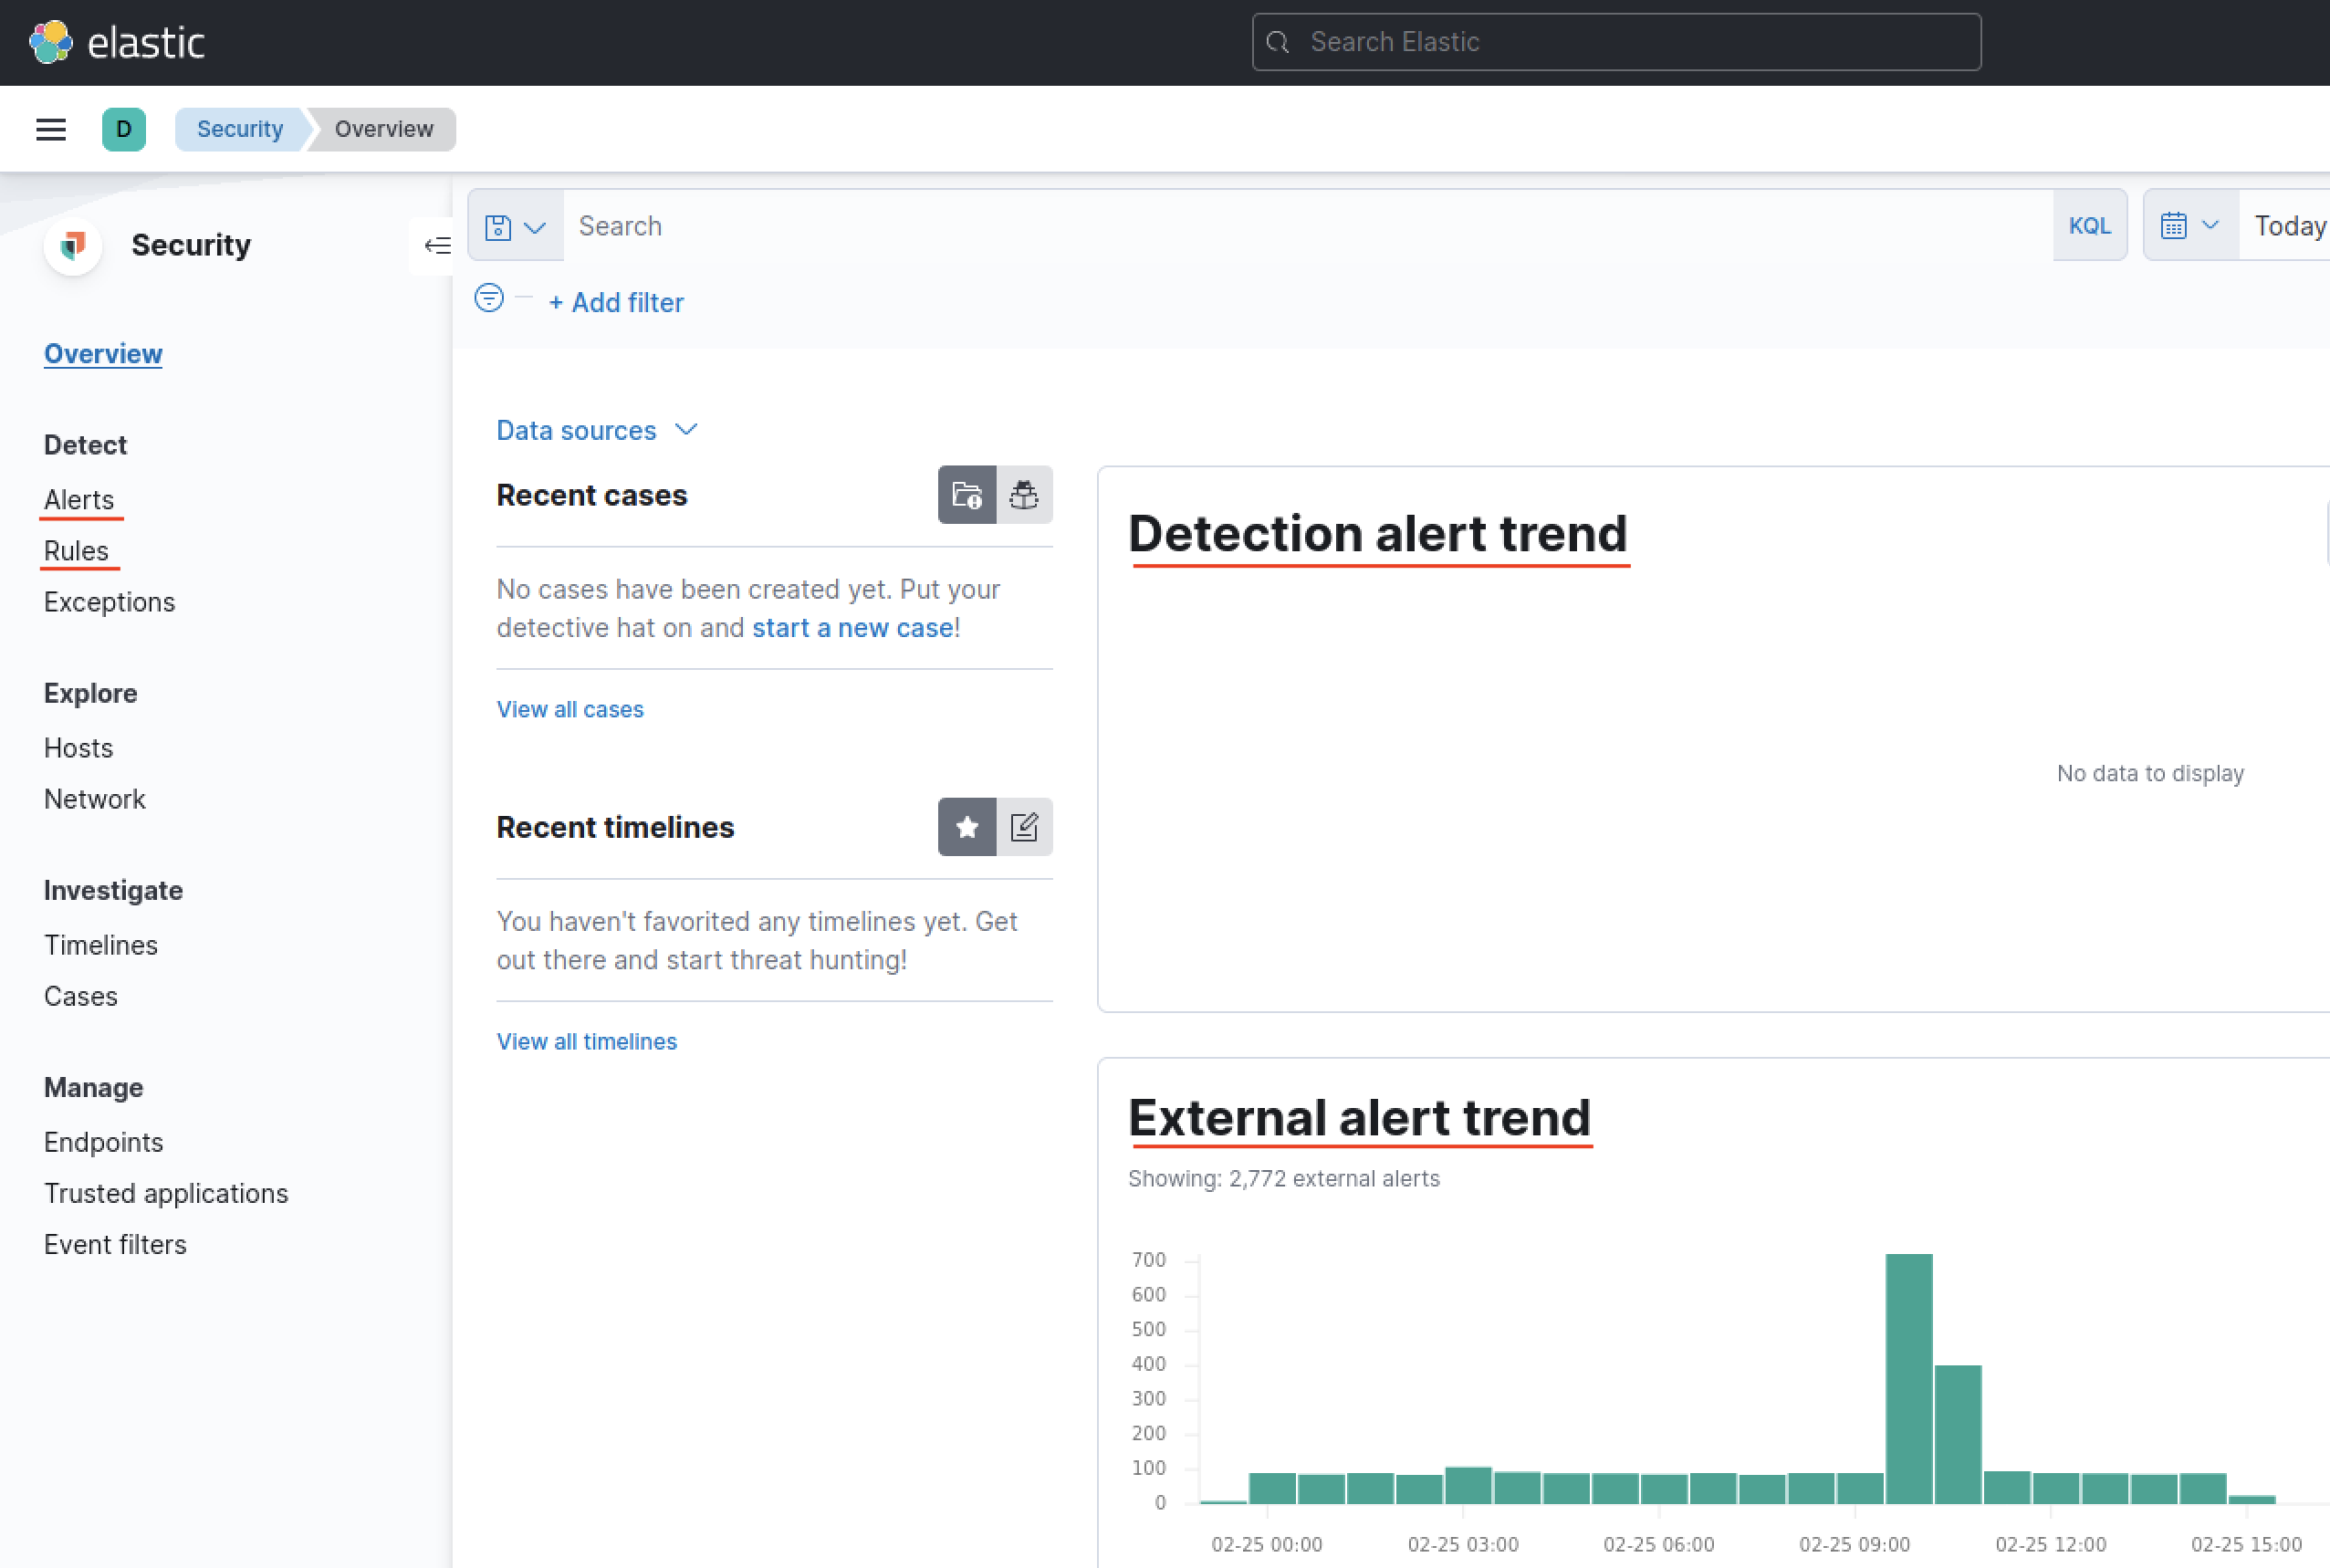 elastic
Search Elastic
D
Security
Overview
Security
Overview
Detect
Alerts
Rules
Exceptions
Explore
Hosts
Network
Investigate
Timelines
Cases
Manage
Endpoints
Trusted applications
Event filters
Search
KQL
Today
+ Add filter
Data sources
Recent cases
No cases have been created yet. Put your
detective hat on and start a new case!
View all cases
Recent timelines
You haven't favorited any timelines yet. Get
out there and start threat hunting!
View all timelines
Detection alert trend
No data to display
External alert trend
Showing: 2,772 external alerts
700
600
500
400
300
200
100
0
02-25 00:00 02-25 03:00 02-25 06:00 02-25 09:00 02-25 12:00 02-25 15:00